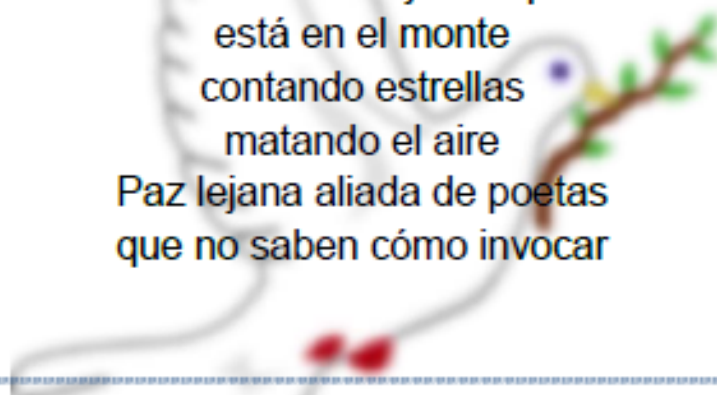 está en el monte
contando estrellas
matando el aire
Paz lejana aliada de poetas
que no saben cómo invocar